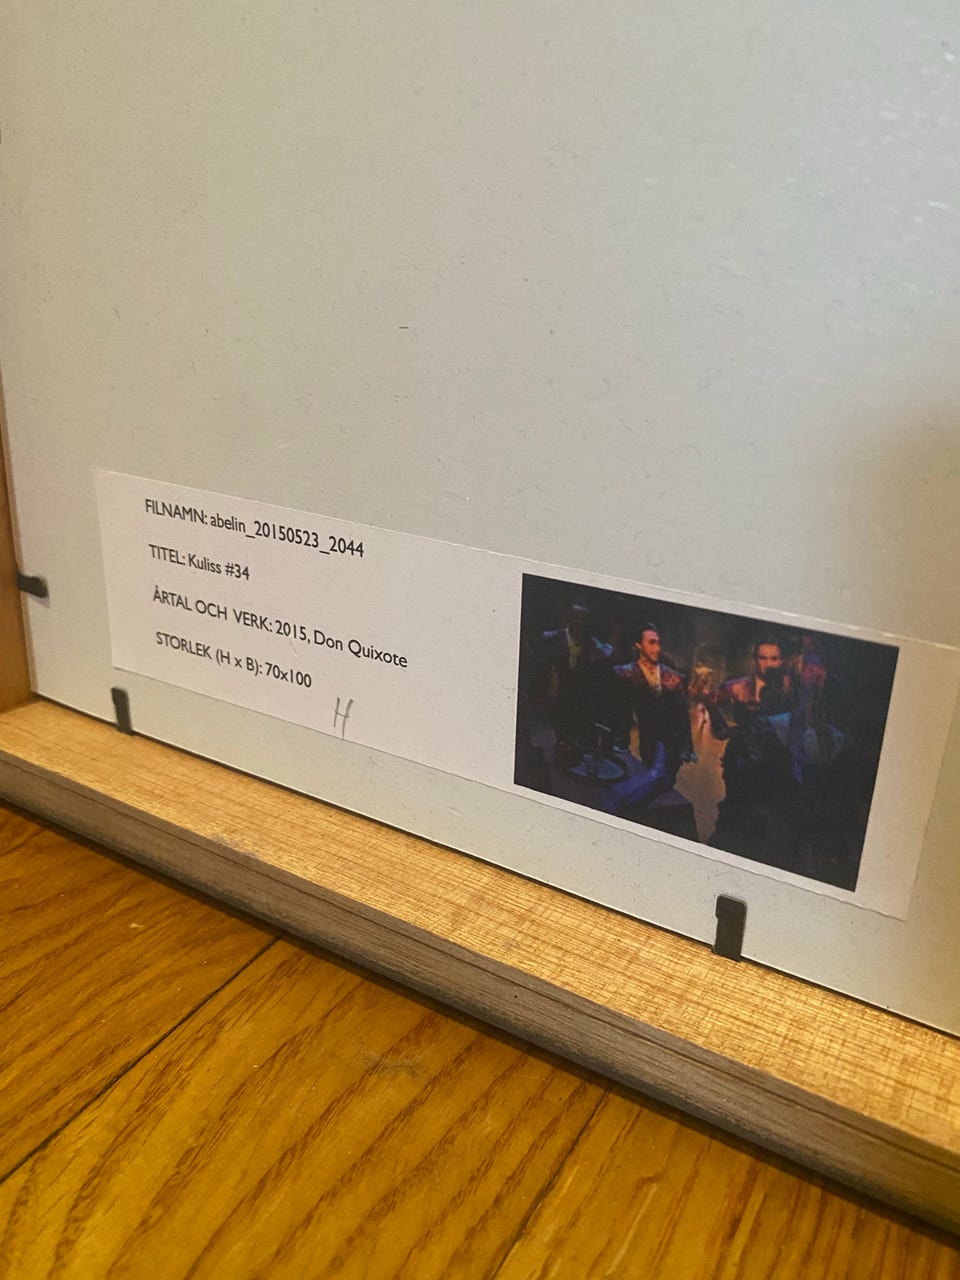 FILNAMN: abelin_20150523_2044
TITEL: Kuliss #34
ÅRTAL OCH VERK: 2015, Don Quixote
STORLEK (H x B): 70x100
H